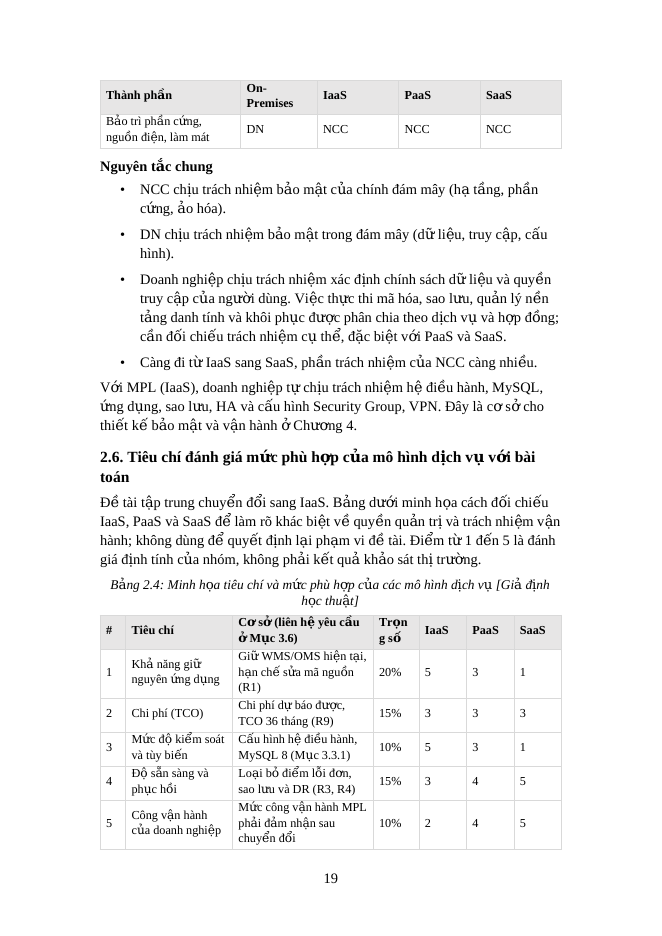 Thành phần On- Premises IaaS PaaS SaaS
Bảo trì phần cứng, nguồn điện, làm mát DN NCC NCC NCC
Nguyên tắc chung
• NCC chịu trách nhiệm bảo mật của chính đám mây (hạ tầng, phần
cứng, ảo hóa).
• DN chịu trách nhiệm bảo mật trong đám mây (dữ liệu, truy cập, cấu
hình).
• Doanh nghiệp chịu trách nhiệm xác định chính sách dữ liệu và quyền
truy cập của người dùng. Việc thực thi mã hóa, sao lưu, quản lý nền
tảng danh tính và khôi phục được phân chia theo dịch vụ và hợp đồng;
cần đối chiếu trách nhiệm cụ thể, đặc biệt với PaaS và SaaS.
• Càng đi từ IaaS sang SaaS, phần trách nhiệm của NCC càng nhiều.
Với MPL (IaaS), doanh nghiệp tự chịu trách nhiệm hệ điều hành, MySQL,
ứng dụng, sao lưu, HA và cấu hình Security Group, VPN. Đây là cơ sở cho
thiết kế bảo mật và vận hành ở Chương 4.
2.6. Tiêu chí đánh giá mức phù hợp của mô hình dịch vụ với bài
toán
Đề tài tập trung chuyển đổi sang IaaS. Bảng dưới minh họa cách đối chiếu
IaaS, PaaS và SaaS để làm rõ khác biệt về quyền quản trị và trách nhiệm vận
hành; không dùng để quyết định lại phạm vi đề tài. Điểm từ 1 đến 5 là đánh
giá định tính của nhóm, không phải kết quả khảo sát thị trường.
Bảng 2.4: Minh họa tiêu chí và mức phù hợp của các mô hình dịch vụ [Giả định
học thuật]
# Tiêu chí Cơ sở (liên hệ yêu cầu ở Mục 3.6) Trọn g số IaaS PaaS SaaS
1 Khả năng giữ nguyên ứng dụng Giữ WMS/OMS hiện tại, hạn chế sửa mã nguồn (R1) 20% 5 3 1
2 Chi phí (TCO) Chi phí dự báo được, TCO 36 tháng (R9) 15% 3 3 3
3 Mức độ kiểm soát và tùy biến Cấu hình hệ điều hành, MySQL 8 (Mục 3.3.1) 10% 5 3 1
4 Độ sẵn sàng và phục hồi Loại bỏ điểm lỗi đơn, sao lưu và DR (R3, R4) 15% 3 4 5
5 Công vận hành của doanh nghiệp Mức công vận hành MPL phải đảm nhận sau chuyển đổi 10% 2 4 5
19